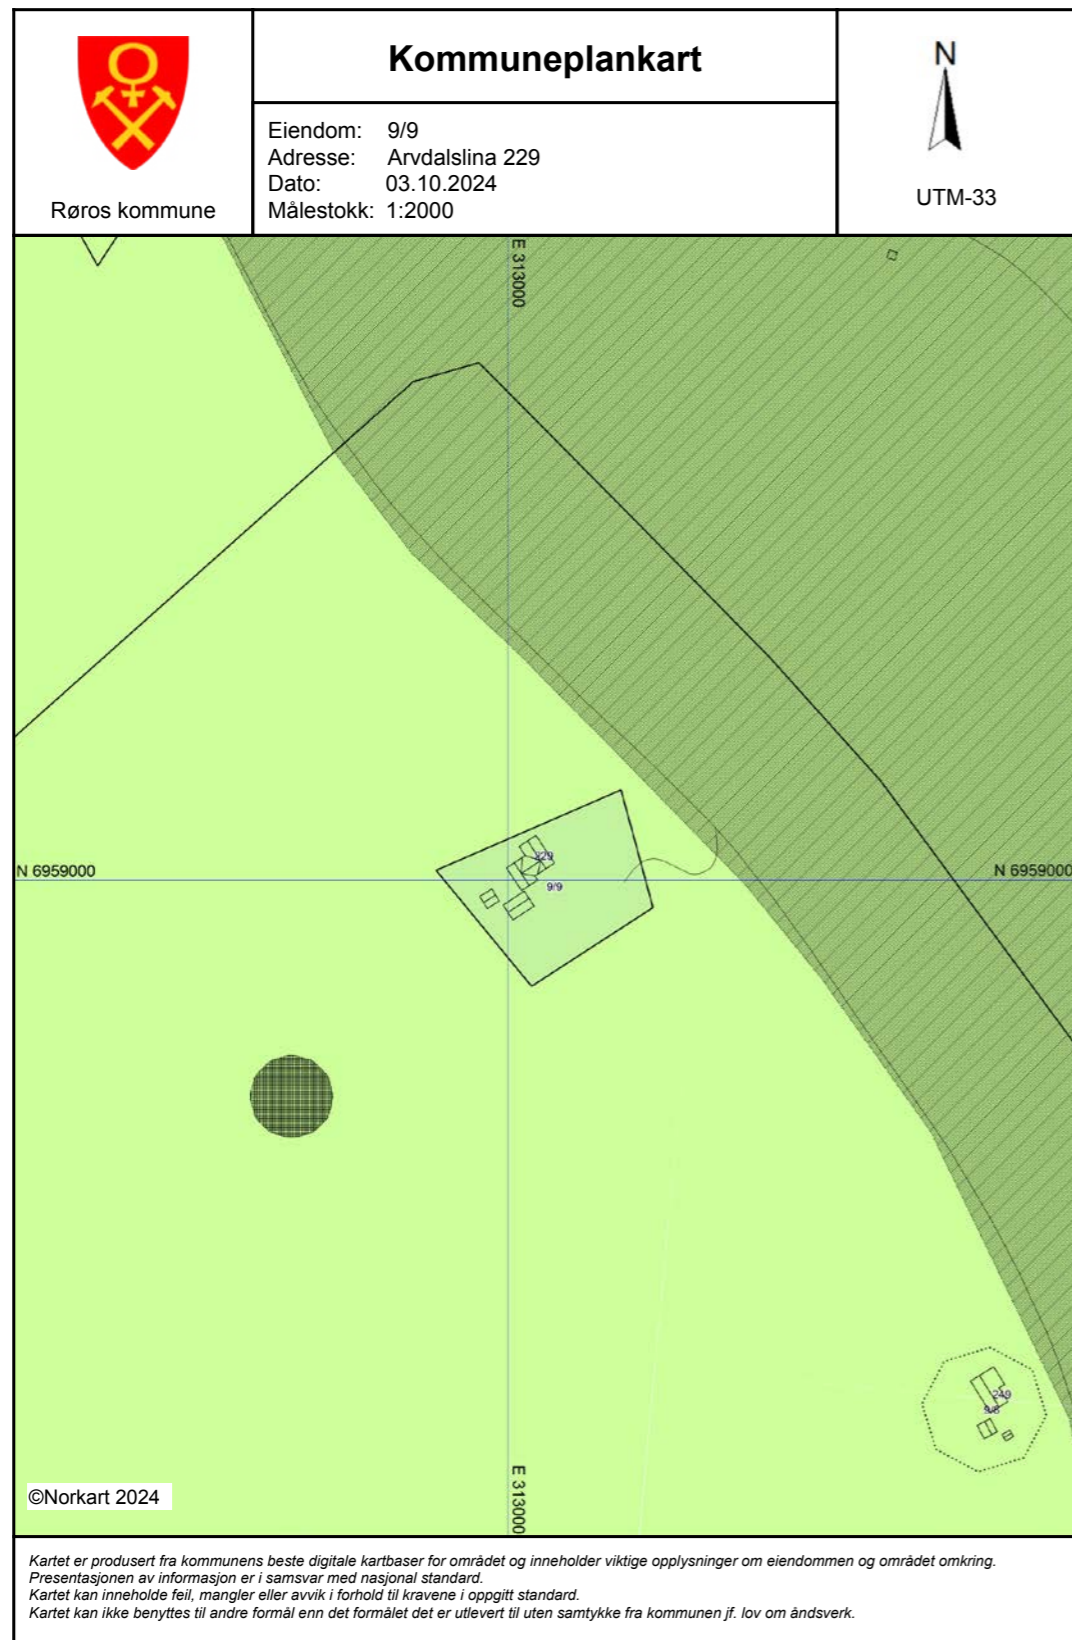 Kommuneplankart
Eiendom: 9/9
Adresse: Arvdalslina 229
Dato: 03.10.2024
Målestokk: 1:2000
Røros kommune
N
UTM-33
E 313000
229
9/9
N 6959000
N 6959000
249
9/8
E 313000
©Norkart 2024
Kartet er produsert fra kommunens beste digitale kartbaser for området og inneholder viktige opplysninger om eiendommen og området omkring.
Presentasjonen av informasjon er i samsvar med nasjonal standard.
Kartet kan inneholde feil, mangler eller avvik i forhold til kravene i oppgitt standard.
Kartet kan ikke benyttes til andre formål enn det formålet det er utlevert til uten samtykke fra kommunen jf. lov om åndsverk.